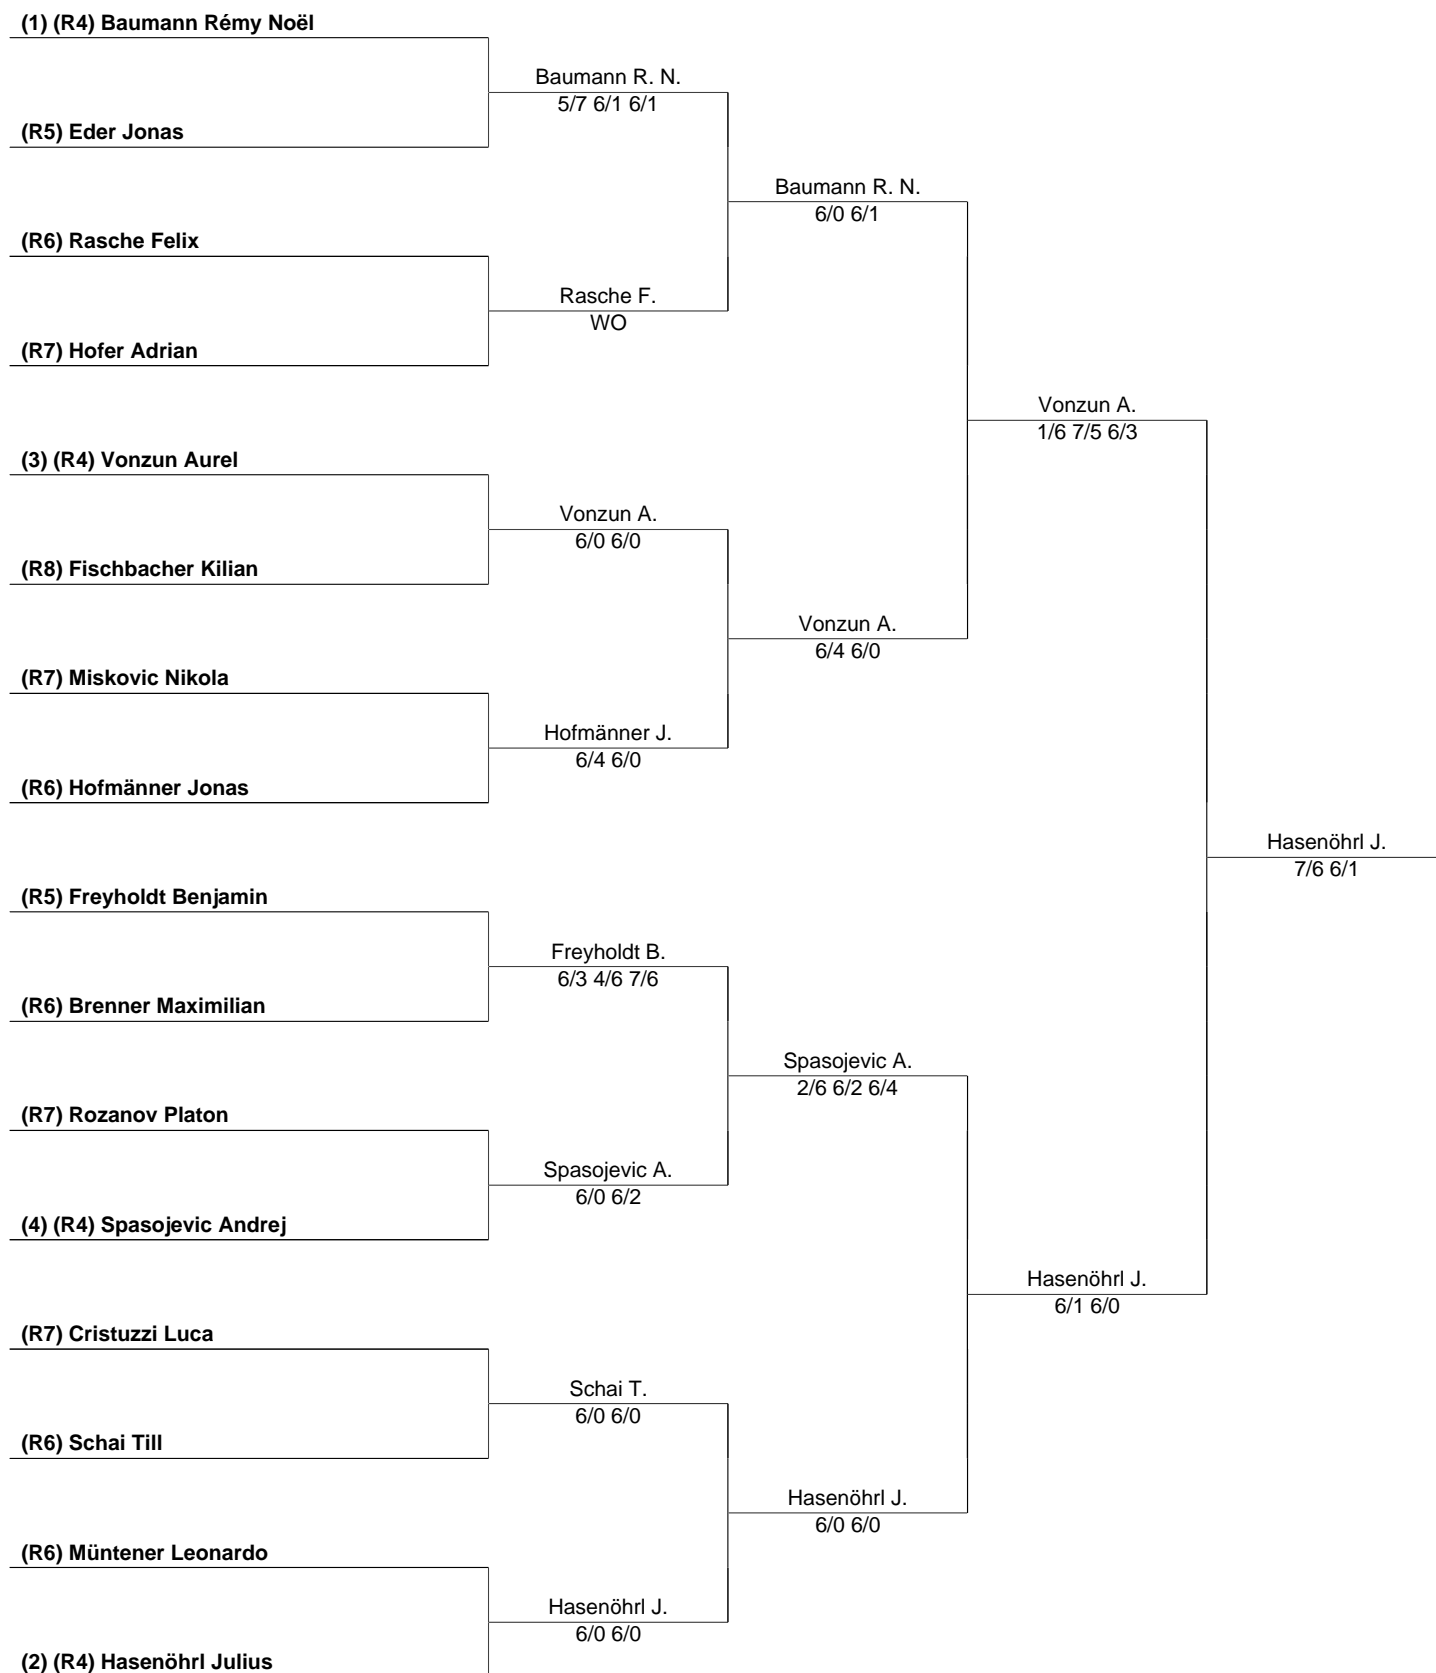 (1) (R4) Baumann Rémy Noël
Baumann R. N.
5/7 6/1 6/1
(R5) Eder Jonas
Baumann R. N.
6/0 6/1
(R6) Rasche Felix
Rasche F.
WO
(R7) Hofer Adrian
Vonzun A.
1/6 7/5 6/3
(3) (R4) Vonzun Aurel
Vonzun A.
6/0 6/0
(R8) Fischbacher Kilian
Vonzun A.
6/4 6/0
(R7) Miskovic Nikola
Hofmänner J.
6/4 6/0
(R6) Hofmänner Jonas
Hasenöhrl J.
7/6 6/1
(R5) Freyholdt Benjamin
Freyholdt B.
6/3 4/6 7/6
(R6) Brenner Maximilian
Spasojevic A.
2/6 6/2 6/4
(R7) Rozanov Platon
Spasojevic A.
6/0 6/2
(4) (R4) Spasojevic Andrej
Hasenöhrl J.
6/1 6/0
(R7) Cristuzzi Luca
Schai T.
6/0 6/0
(R6) Schai Till
Hasenöhrl J.
6/0 6/0
(R6) Müntener Leonardo
Hasenöhrl J.
6/0 6/0
(2) (R4) Hasenöhrl Julius